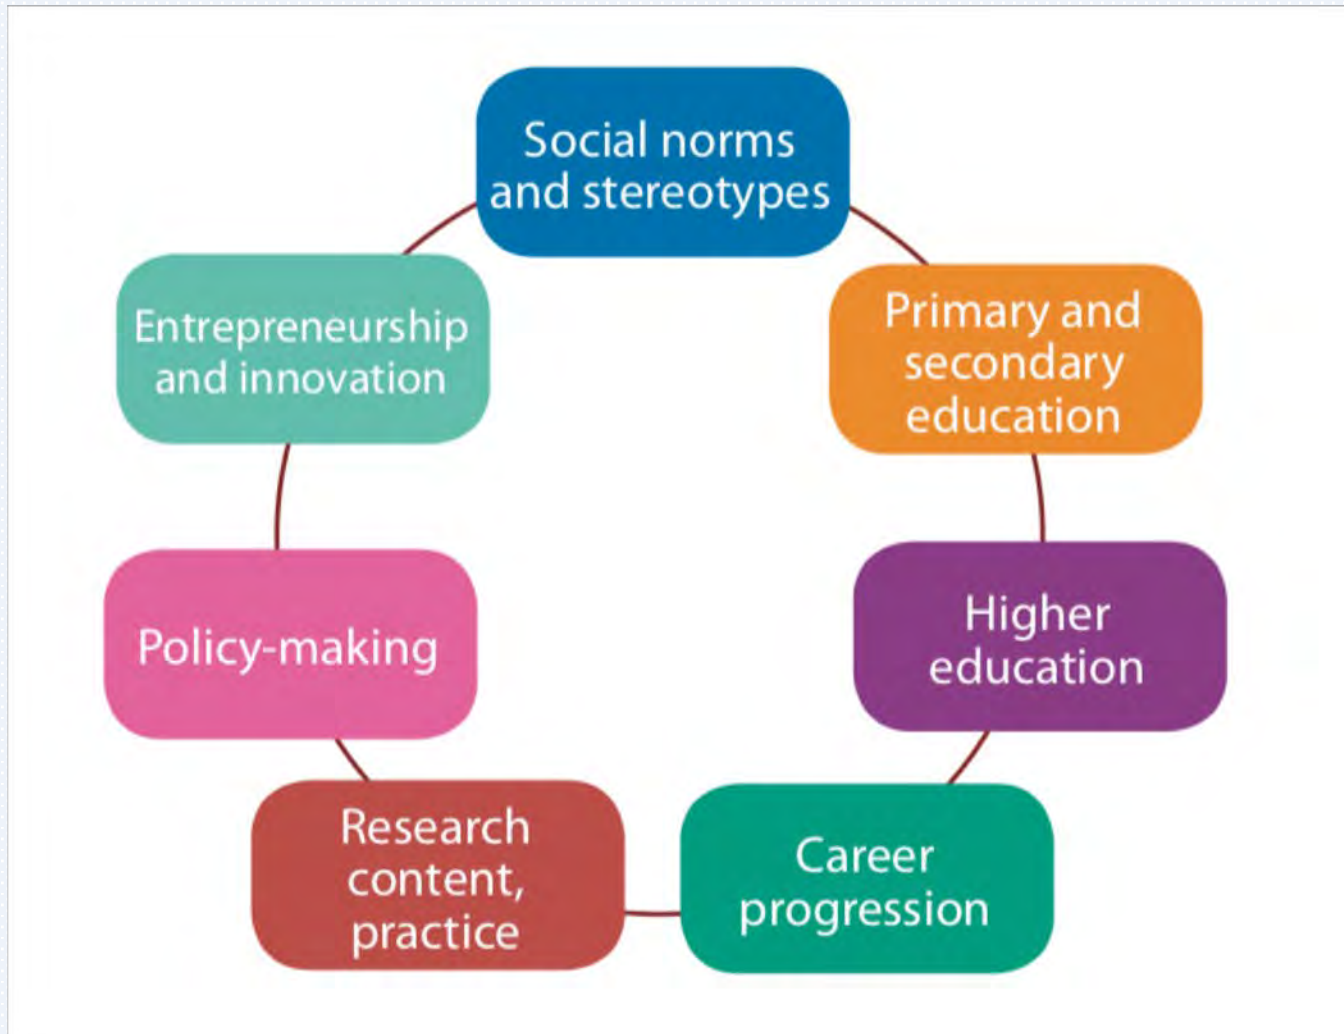 Social norms
and stereotypes
Primary and
secondary
education
Higher
education
Career
progression
Research
content,
practice
Policy-making
Entrepreneurship
and innovation